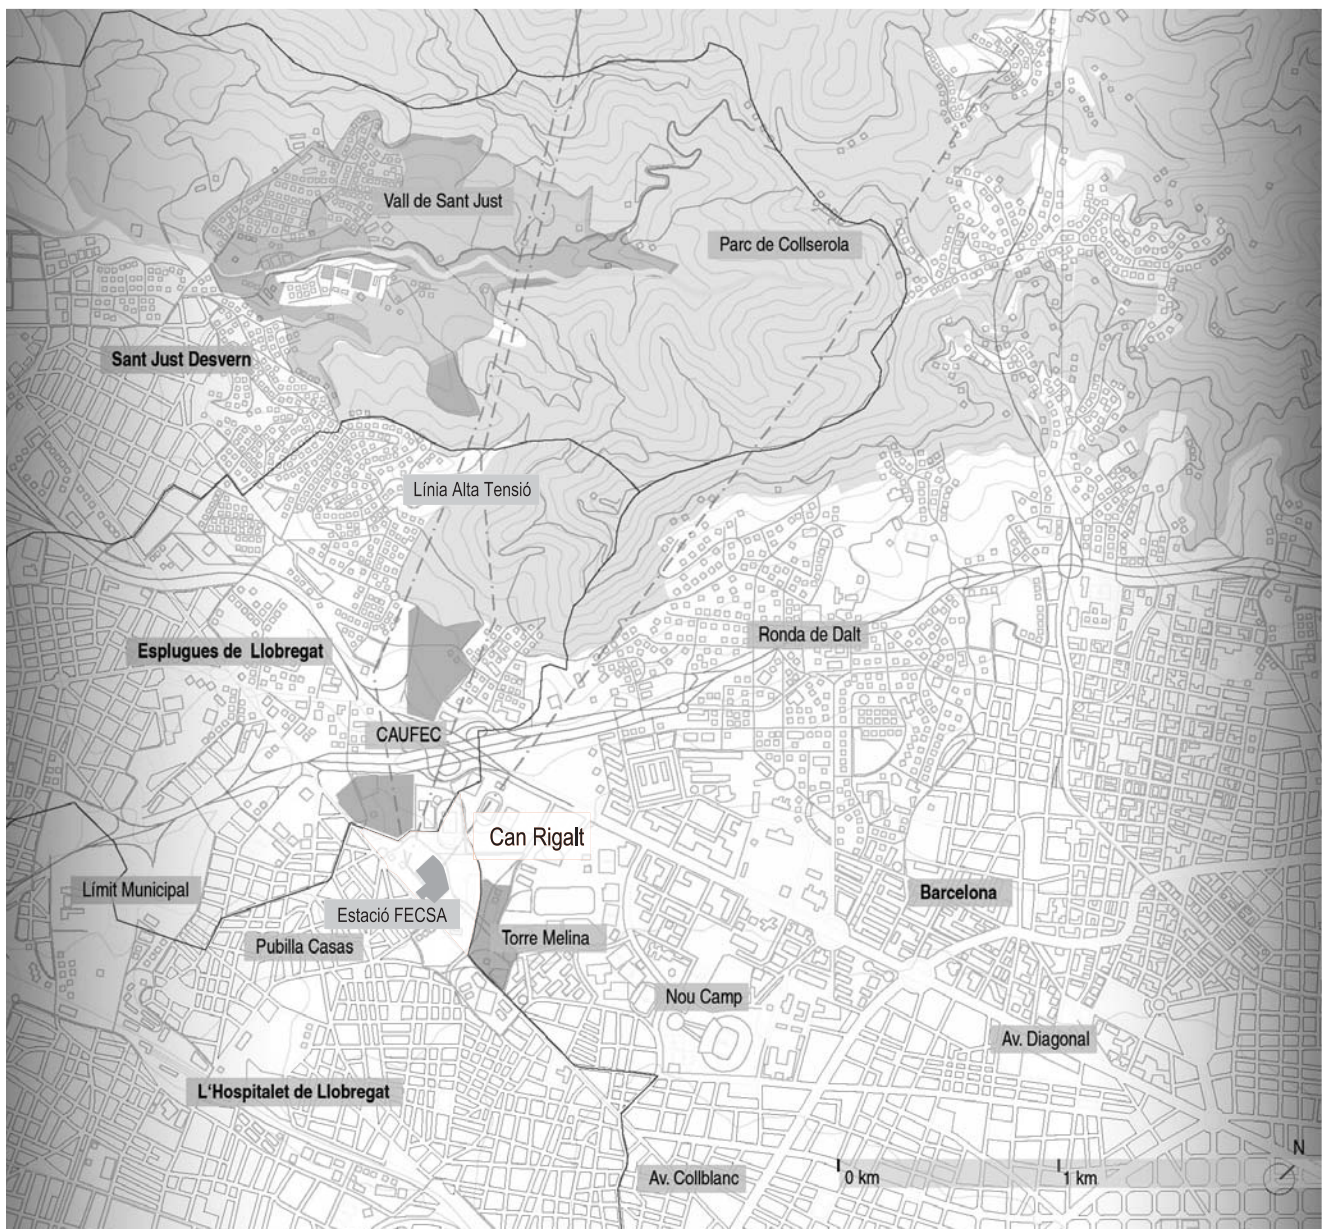 Vall de Sant Just
Parc de Collserola
Sant Just Desvern
Línia Alta Tensió
Ronda de Dalt
Esplugues de Llobregat
CAUFEC
Can Rigalt
Límit Municipal
Barcelona
Estació FECSA
Pubilla Casas
Torre Melina
Nou Camp
Av. Diagonal
L'Hospitalet de Llobregat
N
Av. Collblanc
0 km
1 km